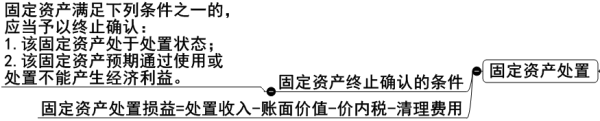 固定资产满足下列条件之一的，
应当予以终止确认：
1.该固定资产处于处置状态；
2.该固定资产预期通过使用或
处置不能产生经济利益。
固定资产终止确认的条件
固定资产处置
固定资产处置损益=处置收入-账面价值-价内税-清理费用